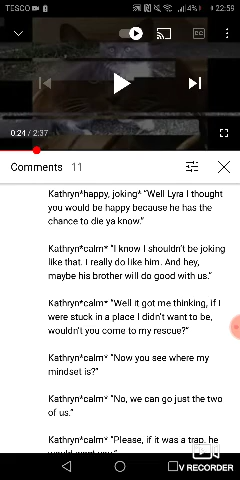 TESCO
4%
22:59
CC
0:24 / 2:37
Comments 11
Kathryn*happy, joking* “Well Lyra I thought
you would be happy because he has the
chance to die ya know.”
Kathryn*calm* “I know I shouldn't be joking
like that. I really do like him. And hey,
maybe his brother will do good with us.”
Kathryn*calm* “Well it got me thinking, if I
were stuck in a place I didn't want to be,
wouldn't you come to my rescue?”
Kathryn*calm* “Now you see where my
mindset is?”
Kathryn*calm* “No, we can go just the two
of us.”
Kathryn*calm* “Please, if it was a trap, he
would want you.”
V RECORDER